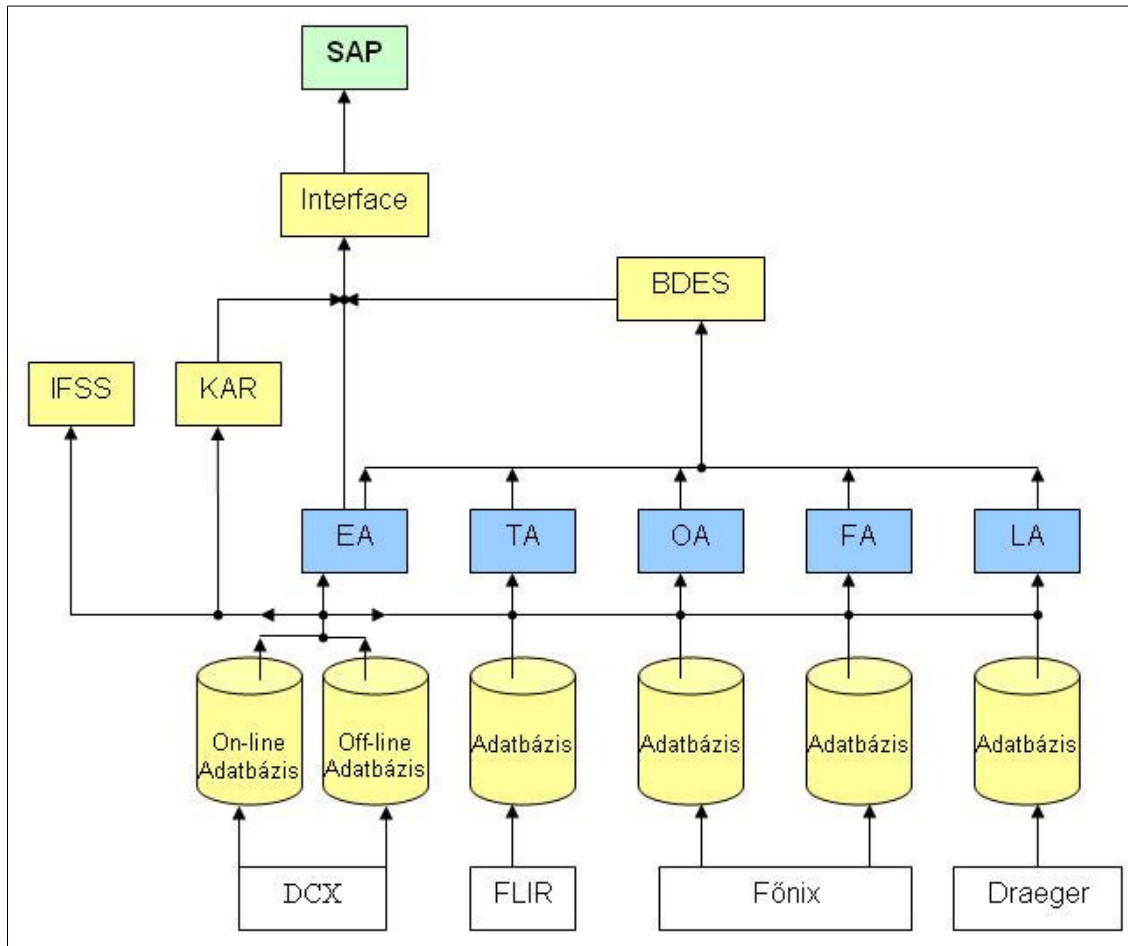 SAP
Interface
BDES
IFSS
KAR
EA
TA
OA
FA
LA
On-line
Adatbázis
Off-line
Adatbázis
Adatbázis
Adatbázis
Adatbázis
Adatbázis
DCX
FLIR
Főnix
Draeger